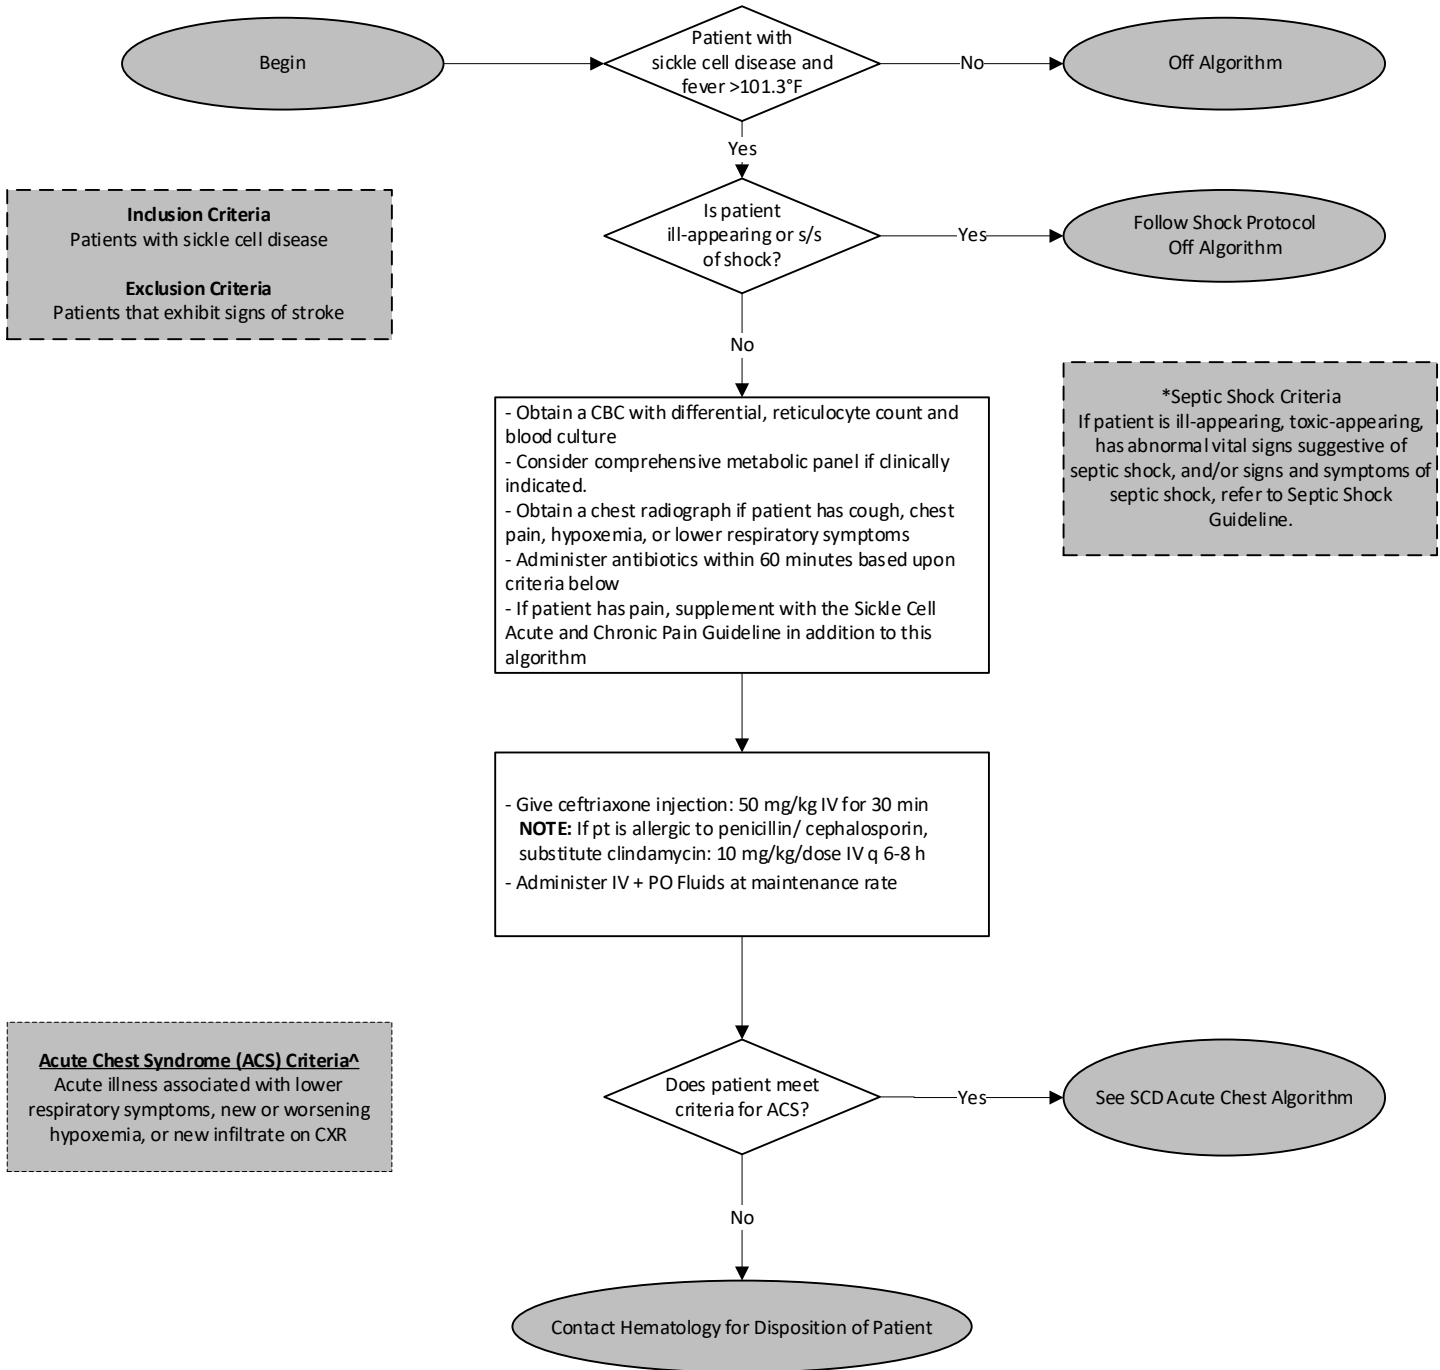 Begin
Patient with
sickle cell disease and
fever >101.3°F
No
Off Algorithm
Yes
Inclusion Criteria
Patients with sickle cell disease
Exclusion Criteria
Patients that exhibit signs of stroke
Is patient
ill-appearing or s/s
of shock?
Yes
Follow Shock Protocol
Off Algorithm
No
*Septic Shock Criteria
If patient is ill-appearing, toxic-appearing,
has abnormal vital signs suggestive of
septic shock, and/or signs and symptoms of
septic shock, refer to Septic Shock
Guideline.
- Obtain a CBC with differential, reticulocyte count and
blood culture
- Consider comprehensive metabolic panel if clinically
indicated.
- Obtain a chest radiograph if patient has cough, chest
pain, hypoxemia, or lower respiratory symptoms
- Administer antibiotics within 60 minutes based upon
criteria below
- If patient has pain, supplement with the Sickle Cell
Acute and Chronic Pain Guideline in addition to this
algorithm
- Give ceftriaxone injection: 50 mg/kg IV for 30 min
NOTE: If pt is allergic to penicillin/ cephalosporin,
substitute clindamycin: 10 mg/kg/dose IV q 6-8 h
- Administer IV + PO Fluids at maintenance rate
Acute Chest Syndrome (ACS) Criteria^
Acute illness associated with lower
respiratory symptoms, new or worsening
hypoxemia, or new infiltrate on CXR
Does patient meet
criteria for ACS?
Yes
See SCD Acute Chest Algorithm
No
Contact Hematology for Disposition of Patient